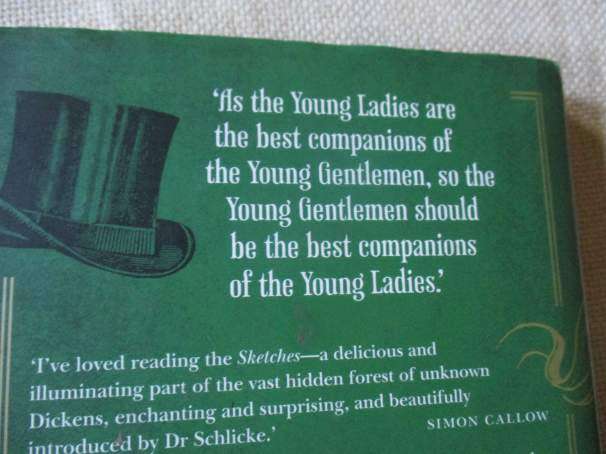 ‘As the Young Ladies are
the best companions of
the Young Gentlemen, so the
Young Gentlemen should
be the best companions
of the Young Ladies.’
‘I’ve loved reading the Sketches—a delicious and
illuminating part of the vast hidden forest of unknown
Dickens, enchanting and surprising, and beautifully
introduced by Dr Schlicke.’
SIMON CALLOW